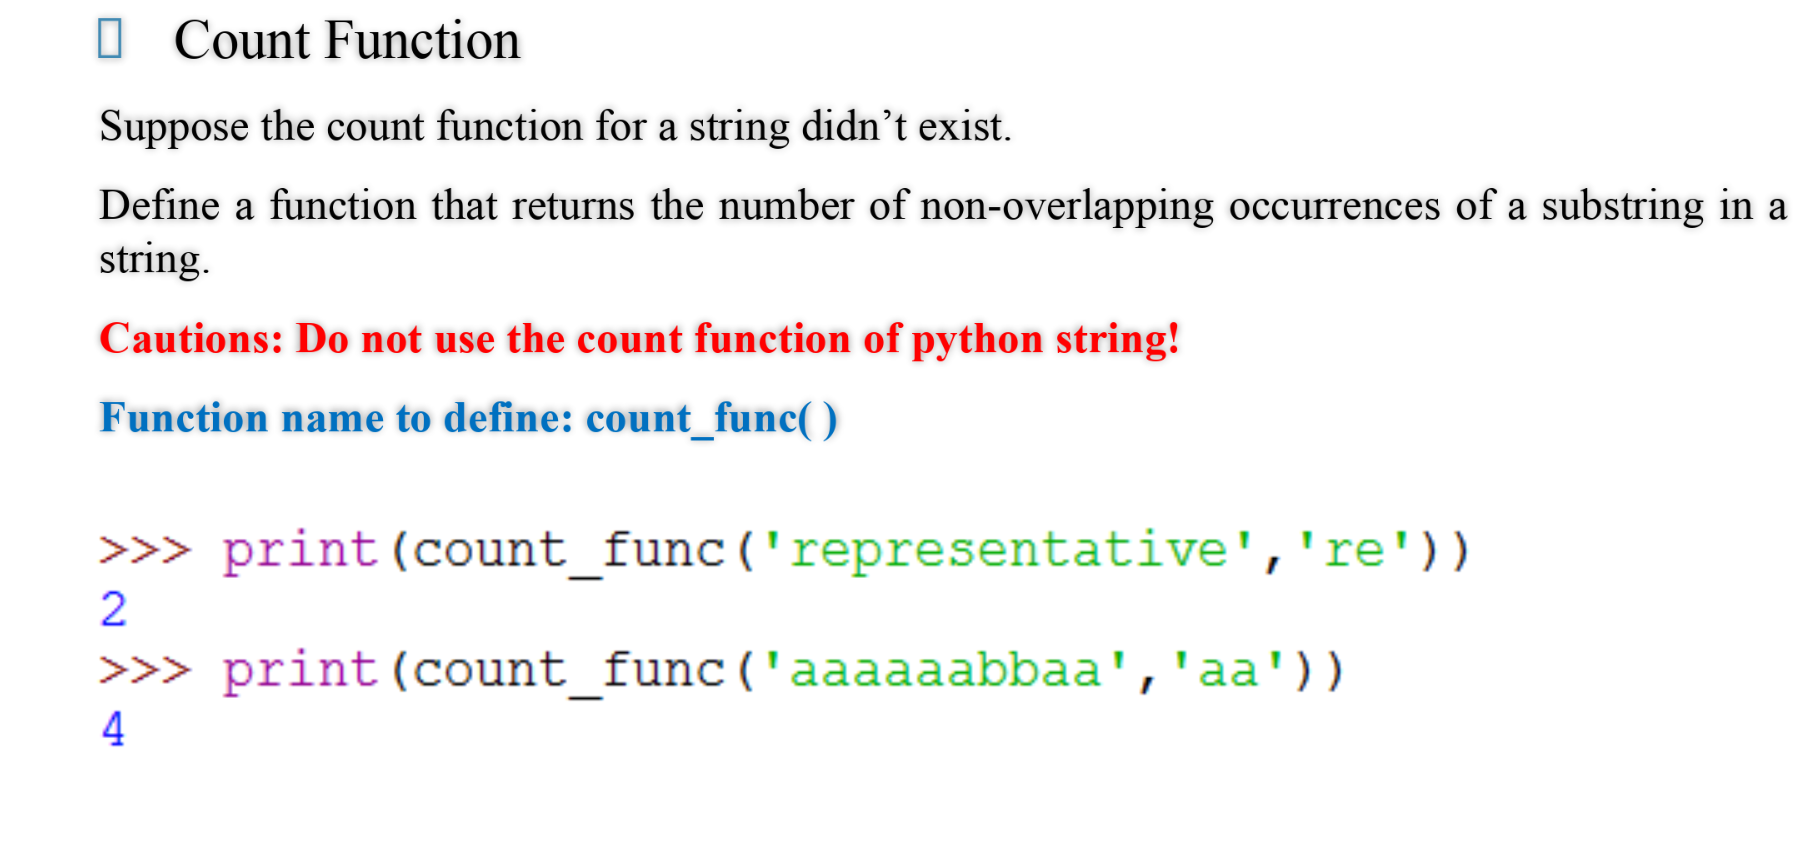 Count Function
Suppose the count function for a string didn’t exist.
Define a function that returns the number of non-overlapping occurrences of a substring in a
string.
Cautions: Do not use the count function of python string!
Function name to define: count_func( )
>>> print(count_func('representative','re'))
2
>>> print(count_func('aaaaaabbaa','aa'))
4